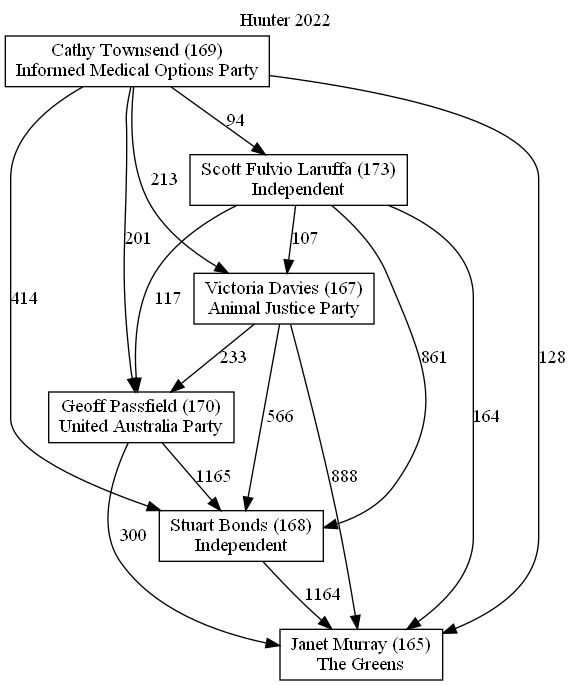 Hunter 2022
Cathy Townsend (169)
Informed Medical Options Party
94
Scott Fulvio Laruffa (173)
Independent
213
201
107
414
117
Victoria Davies (167)
Animal Justice Party
233
861
128
Geoff Passfield (170)
United Australia Party
566
164
1165
888
Stuart Bonds (168)
Independent
300
1164
Janet Murray (165)
The Greens